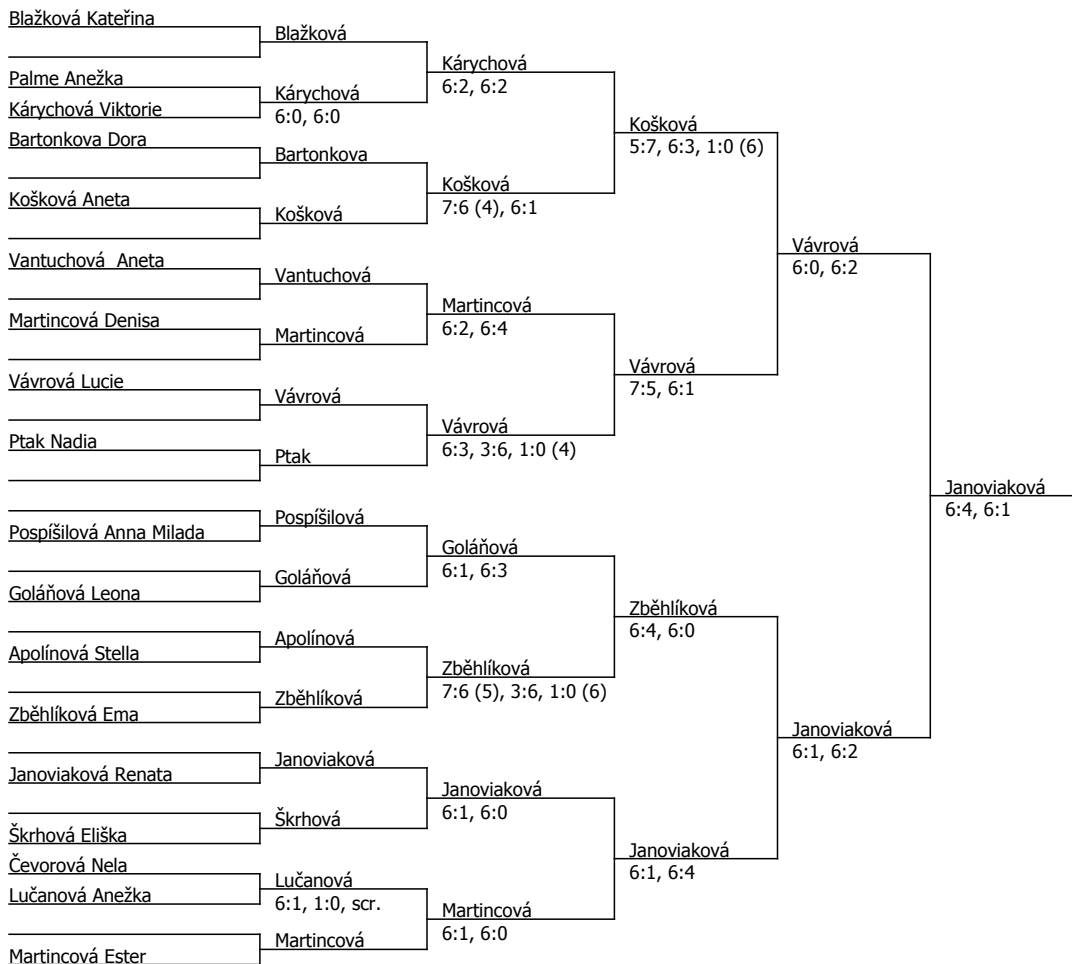 Blažková Kateřina
Palme Anežka
Kárychová Viktorie
Bartonkova Dora
Košková Aneta
Vantuchová  Aneta
Martincová Denisa
Vávrová Lucie
Ptak Nadia
Pospíšilová Anna Milada
Goláňová Leona
Apolínová Stella
Zběhlíková Ema
Janoviaková Renata
Škrhová Eliška
Čevorová Nela
Lučanová Anežka
Martincová Ester
Blažková
Kárychová
6:0, 6:0
Bartonkova
Košková
Vantuchová
Martincová
Vávrová
Ptak
Pospíšilová
Goláňová
Apolínová
Zběhlíková
Janoviaková
Škrhová
Lučanová
6:1, 1:0, scr.
Martincová
Kárychová
6:2, 6:2
Košková
7:6 (4), 6:1
Martincová
6:2, 6:4
Vávrová
6:3, 3:6, 1:0 (4)
Goláňová
6:1, 6:3
Zběhlíková
7:6 (5), 3:6, 1:0 (6)
Janoviaková
6:1, 6:0
Martincová
6:1, 6:0
Košková
5:7, 6:3, 1:0 (6)
Vávrová
7:5, 6:1
Zběhlíková
6:4, 6:0
Janoviaková
6:1, 6:4
Vávrová
6:0, 6:2
Janoviaková
6:1, 6:2
Janoviaková
6:4, 6:1